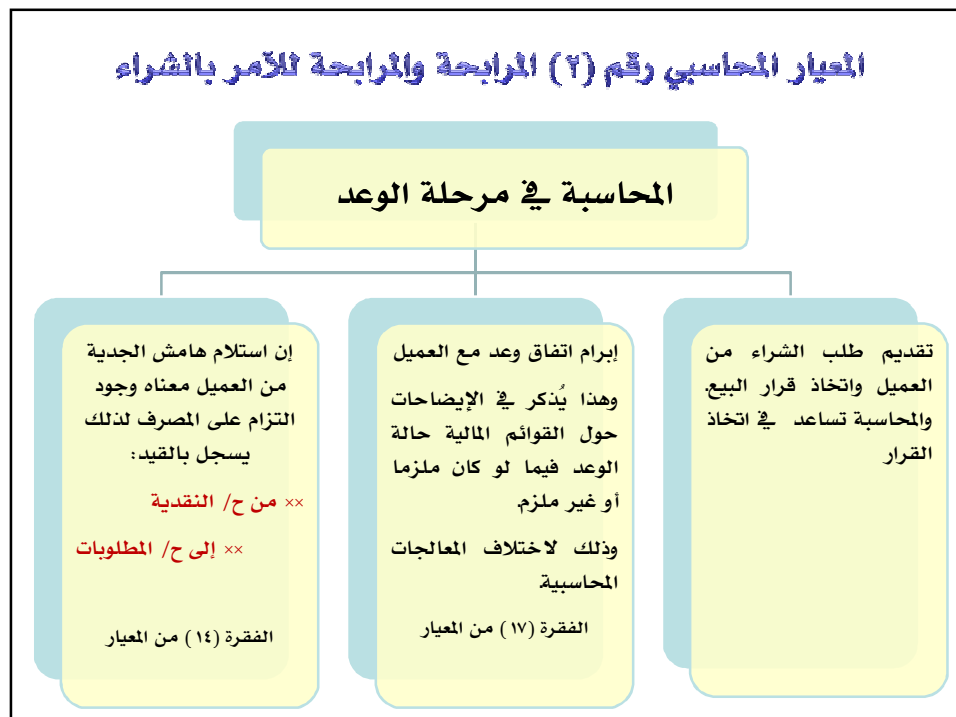 المعيار المحاسبي رقم (٢) المرابحة والمرابحة للآمر بالشراء
المحاسبة في مرحلة الوعد
تقديم طلب الشراء من
العميل واتخاذ قرار البيع.
والمحاسبة تساعد في اتخاذ
القرار
إبرام اتفاق وعد مع العميل
وهذا يُذكر في الإيضاحات
حول القوائم المالية حالة
الوعد فيما لو كان ملزما
أو غير ملزم.
وذلك لاختلاف المعالجات
المحاسبية.
الفقرة (١٧) من المعيار
إن استلام هامش الجدية
من العميل معناه وجود
التزام على المصرف لذلك
يسجل بالقيد:
×× من ح/ النقدية
×× إلى ح/ المطلوبات
الفقرة (١٤) من المعيار